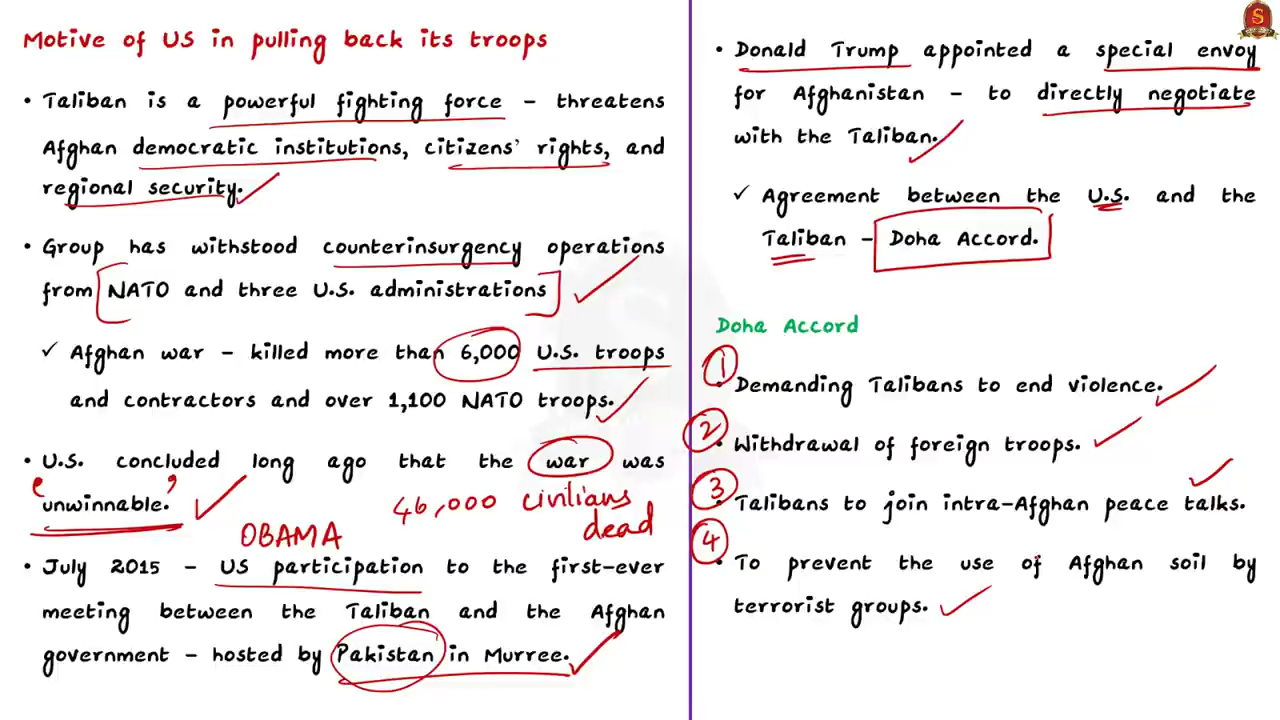 Motive of US in pulling back its troops
• Taliban is a powerful fighting force – threatens
Afghan democratic institutions, citizens' rights, and
regional security.
• Group has withstood counterinsurgency operations
from NATO and three U.S. administrations
✓ Afghan war – killed more than 6,000 U.S. troops
and contractors and over 1,100 NATO troops.
• U.S. concluded long ago that the war was
'unwinnable.'
46,000 civilians
dead
OBAMA
• July 2015 – US participation to the first-ever
meeting between the Taliban and the Afghan
government – hosted by Pakistan in Murree.
• Donald Trump appointed a special envoy
for Afghanistan – to directly negotiate
with the Taliban.
✓ Agreement between the U.S. and the
Taliban – Doha Accord.
Doha Accord
1
• Demanding Talibans to end violence.
2
• Withdrawal of foreign troops.
3
• Talibans to join intra-Afghan peace talks.
4
• To prevent the use of Afghan soil by
terrorist groups.